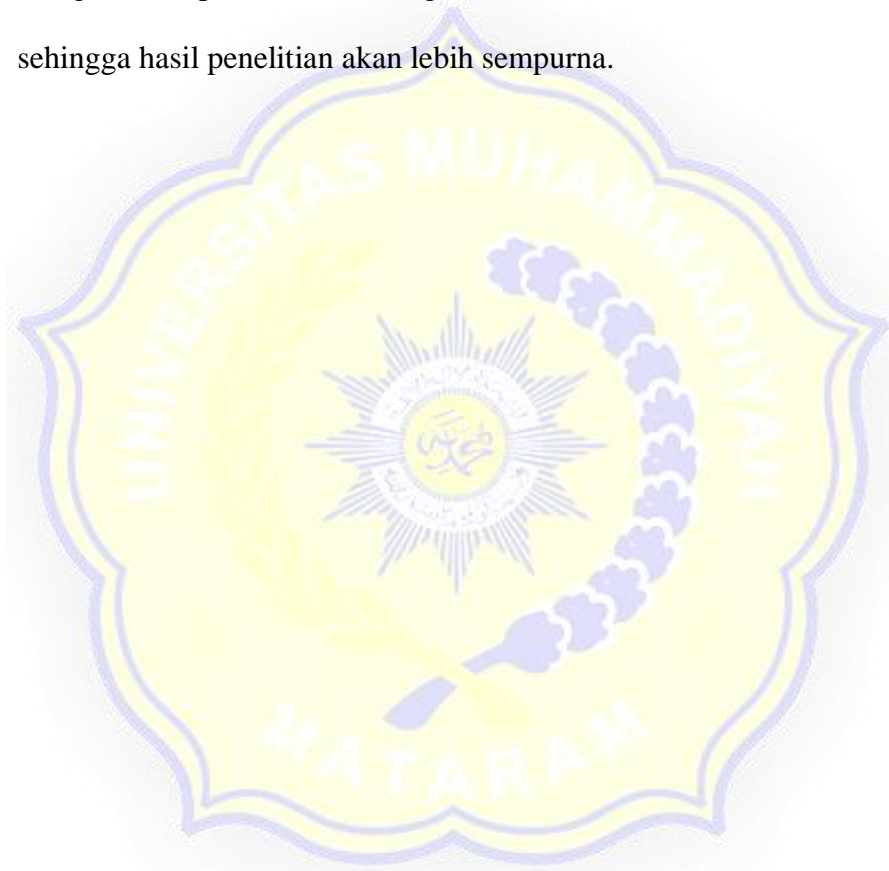 sehingga hasil penelitian akan lebih sempurna.
UNIVERSITAS MUHAMMADIYAH
MATARAM